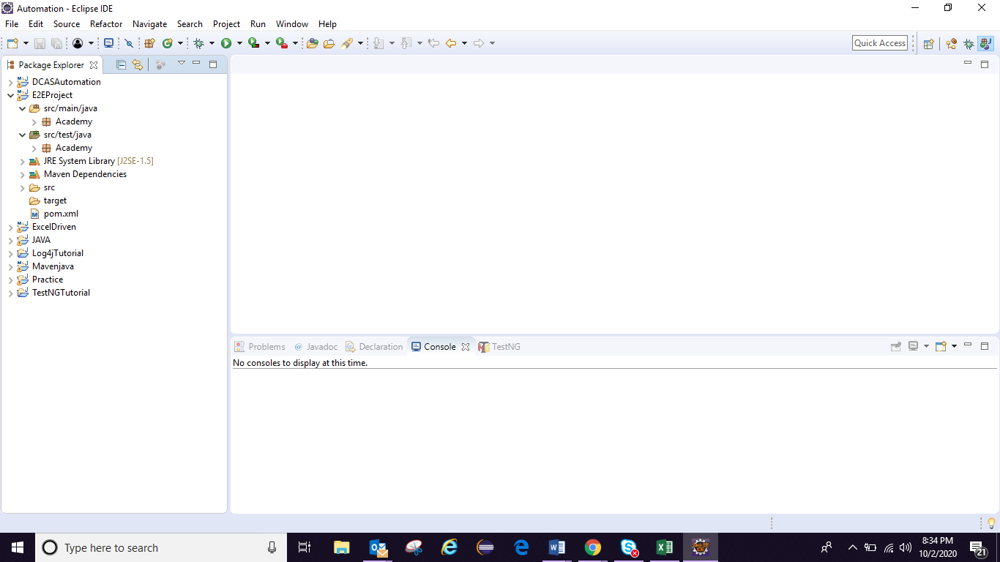 Automation - Eclipse IDE
File Edit Source Refactor Navigate Search Project Run Window Help
Quick Access
Package Explorer
DCASAutomation
E2EProject
src/main/java
Academy
src/test/java
Academy
JRE System Library [J2SE-1.5]
Maven Dependencies
src
target
pom.xml
ExcelDriven
JAVA
Log4jTutorial
Mavenjava
Practice
TestNGTutorial
Problems @ Javadoc Declaration Console TestNG
No consoles to display at this time.
Type here to search
8:34 PM
10/2/2020
21